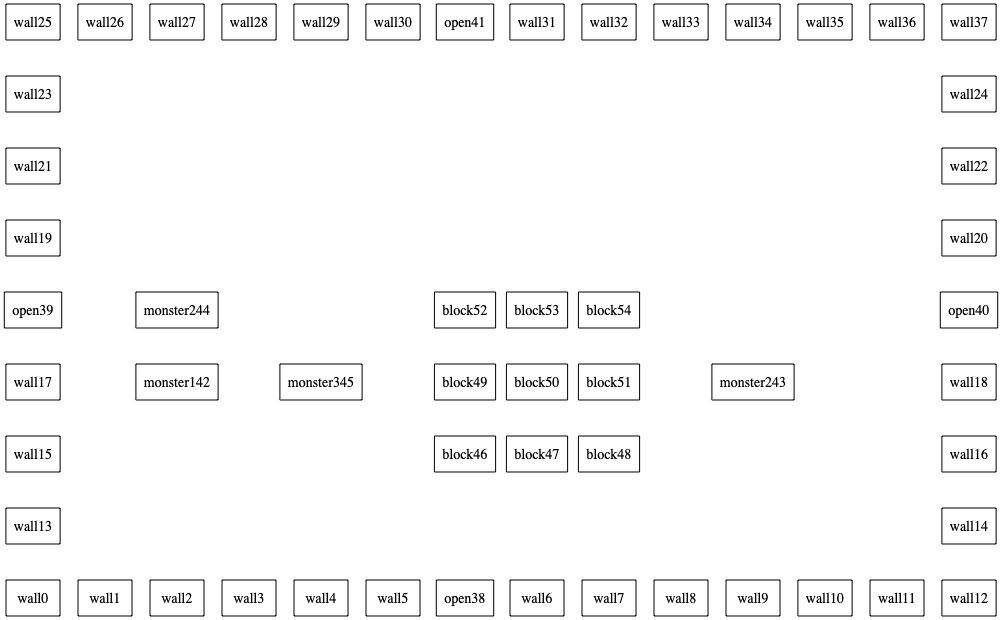 wall25 wall26 wall27 wall28 wall29 wall30 open41 wall31 wall32 wall33 wall34 wall35 wall36 wall37
wall23 wall24
wall21 wall22
wall19 wall20
open39 monster244 block52 block53 block54 open40
wall17 monster142 monster345 block49 block50 block51 monster243 wall18
wall15 block46 block47 block48 wall16
wall13 wall14
wall0 wall1 wall2 wall3 wall4 wall5 open38 wall6 wall7 wall8 wall9 wall10 wall11 wall12